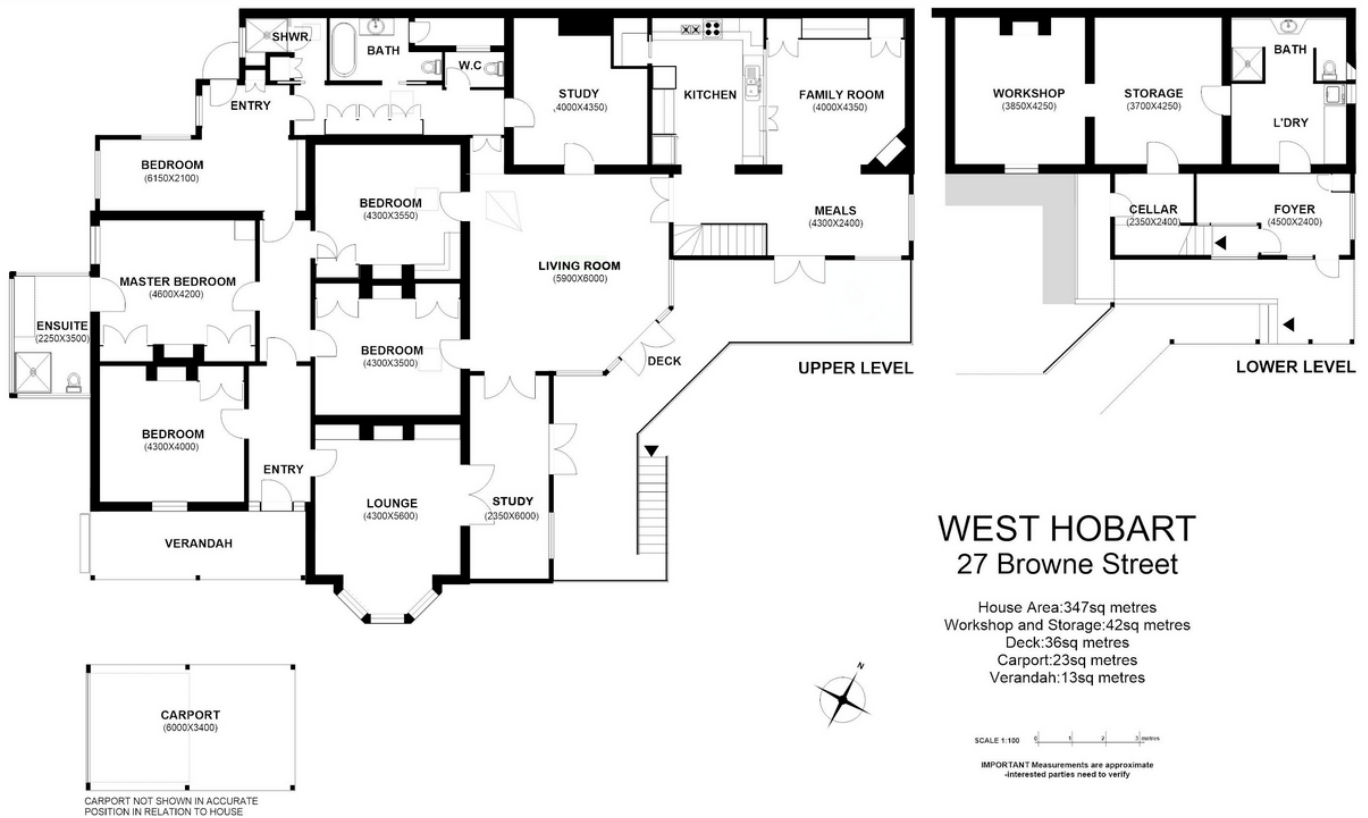 SHWR.
BATH
W.C
ENTRY
STUDY
(4000X4350)
KITCHEN
FAMILY ROOM
(4000X4350)
BEDROOM
(6150X2100)
BEDROOM
(4300X3550)
MEALS
(4300X2400)
MASTER BEDROOM
(4600X4200)
LIVING ROOM
(5900X6000)
ENSUITE
(2250X3500)
BEDROOM
(4300X3500)
DECK
UPPER LEVEL
BEDROOM
(4300X4000)
ENTRY
LOUNGE
(4300X5600)
STUDY
(2350X6000)
VERANDAH
CARPORT
(6000X3400)
CARPORT NOT SHOWN IN ACCURATE
POSITION IN RELATION TO HOUSE
WORKSHOP
(3850X4250)
STORAGE
(3700X4250)
BATH
L'DRY
CELLAR
(2350X2400)
FOYER
(4500X2400)
LOWER LEVEL
WEST HOBART
27 Browne Street
House Area:347sq metres
Workshop and Storage:42sq metres
Deck:36sq metres
Carport:23sq metres
Verandah:13sq metres
N
SCALE 1:100 0 1 2 3 metres
IMPORTANT Measurements are approximate
-interested parties need to verify